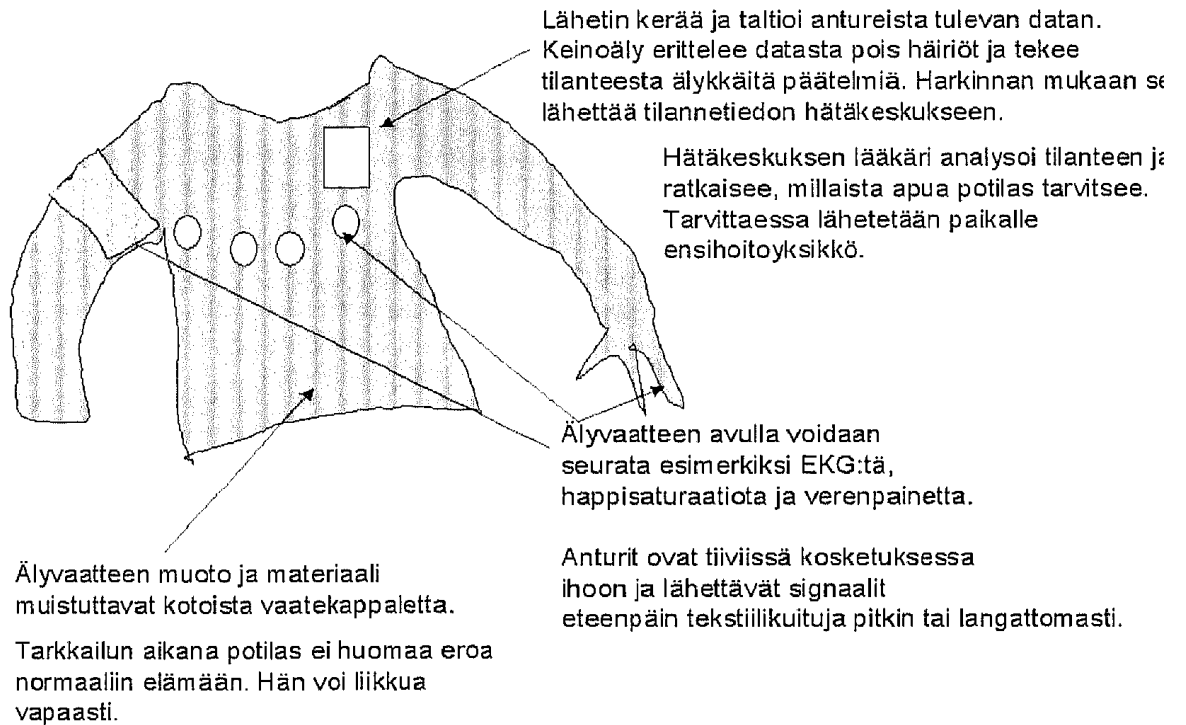 Lähetin kerää ja taltioi antureista tulevan datan.
Keinoäly erittelee datasta pois häiriöt ja tekee
tilanteesta älykkäitä päätelmiä. Harkinnan mukaan se
lähettää tilannetiedon hätäkeskukseen.
Hätäkeskuksen lääkäri analysoi tilanteen ja
ratkaisee, millaista apua potilas tarvitsee.
Tarvittaessa lähetetään paikalle
ensihoitoyksikkö.
Älyvaatteen avulla voidaan
seurata esimerkiksi EKG:tä,
happisaturaatiota ja verenpainetta.
Anturit ovat tiiviissä kosketuksessa
ihoon ja lähettävät signaalit
eteenpäin tekstiilikuituja pitkin tai langattomasti.
Älyvaatteen muoto ja materiaali
muistuttavat kotoista vaatekappaletta.
Tarkkailun aikana potilas ei huomaa eroa
normaaliin elämään. Hän voi liikkua
vapaasti.